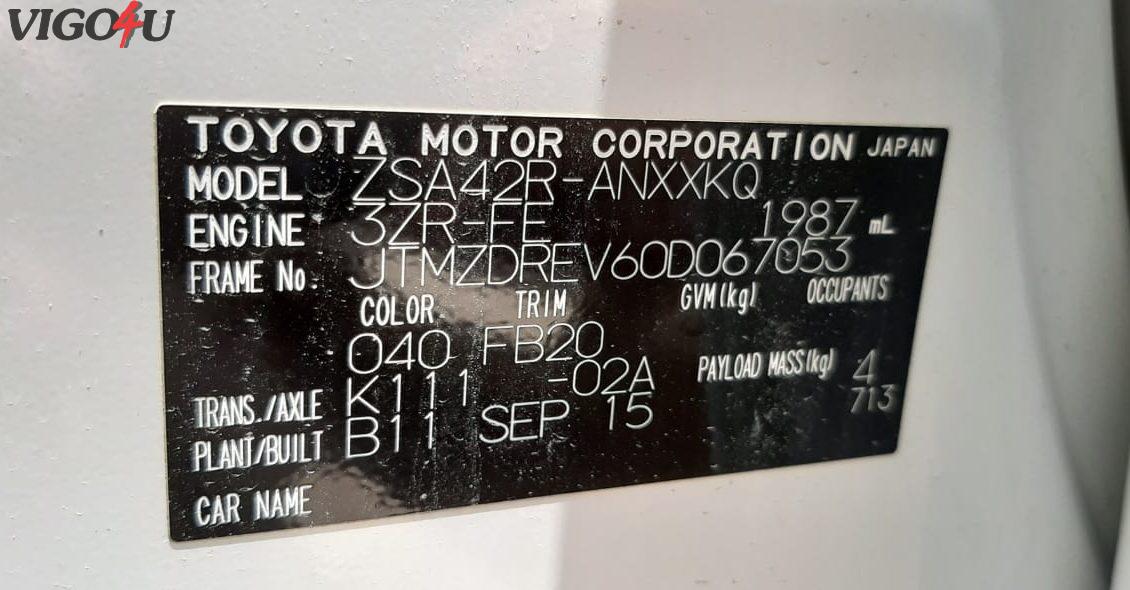 VIGO4U
TOYOTA MOTOR CORPORATION JAPAN
MODEL ZSA42R-ANXXKQ
ENGINE 3ZR-FE 1987 mL
FRAME No. JTMZDREV60D067053
COLOR TRIM GVM(kg) OCCUPANTS
040 FB20
TRANS./AXLE K111 -02A PAYLOAD MASS(kg) 4
PLANT/BUILT B11 SEP 15 713
CAR NAME